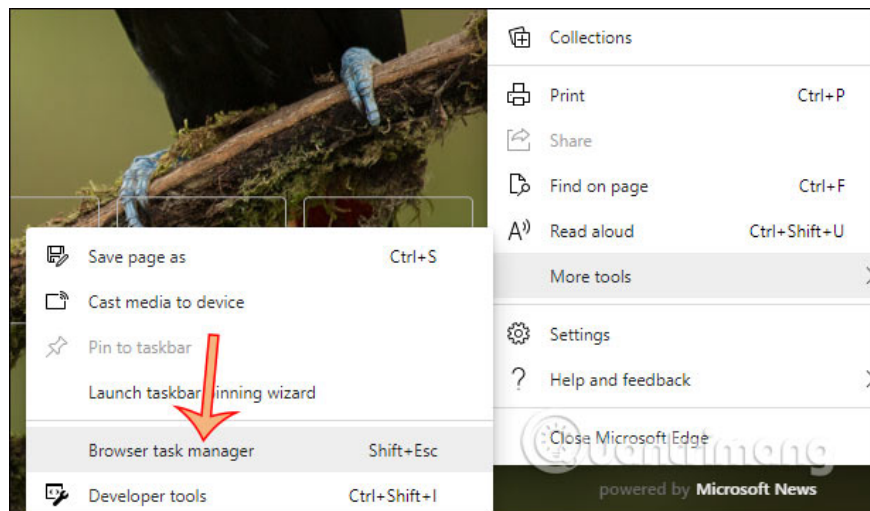 Collections
Print Ctrl+P
Share
Find on page Ctrl+F
Read aloud Ctrl+Shift+U
More tools
Settings
Help and feedback
Close Microsoft Edge
Quantrimang
powered by Microsoft News
Save page as Ctrl+S
Cast media to device
Pin to taskbar
Launch taskbar pinning wizard
Browser task manager Shift+Esc
Developer tools Ctrl+Shift+I